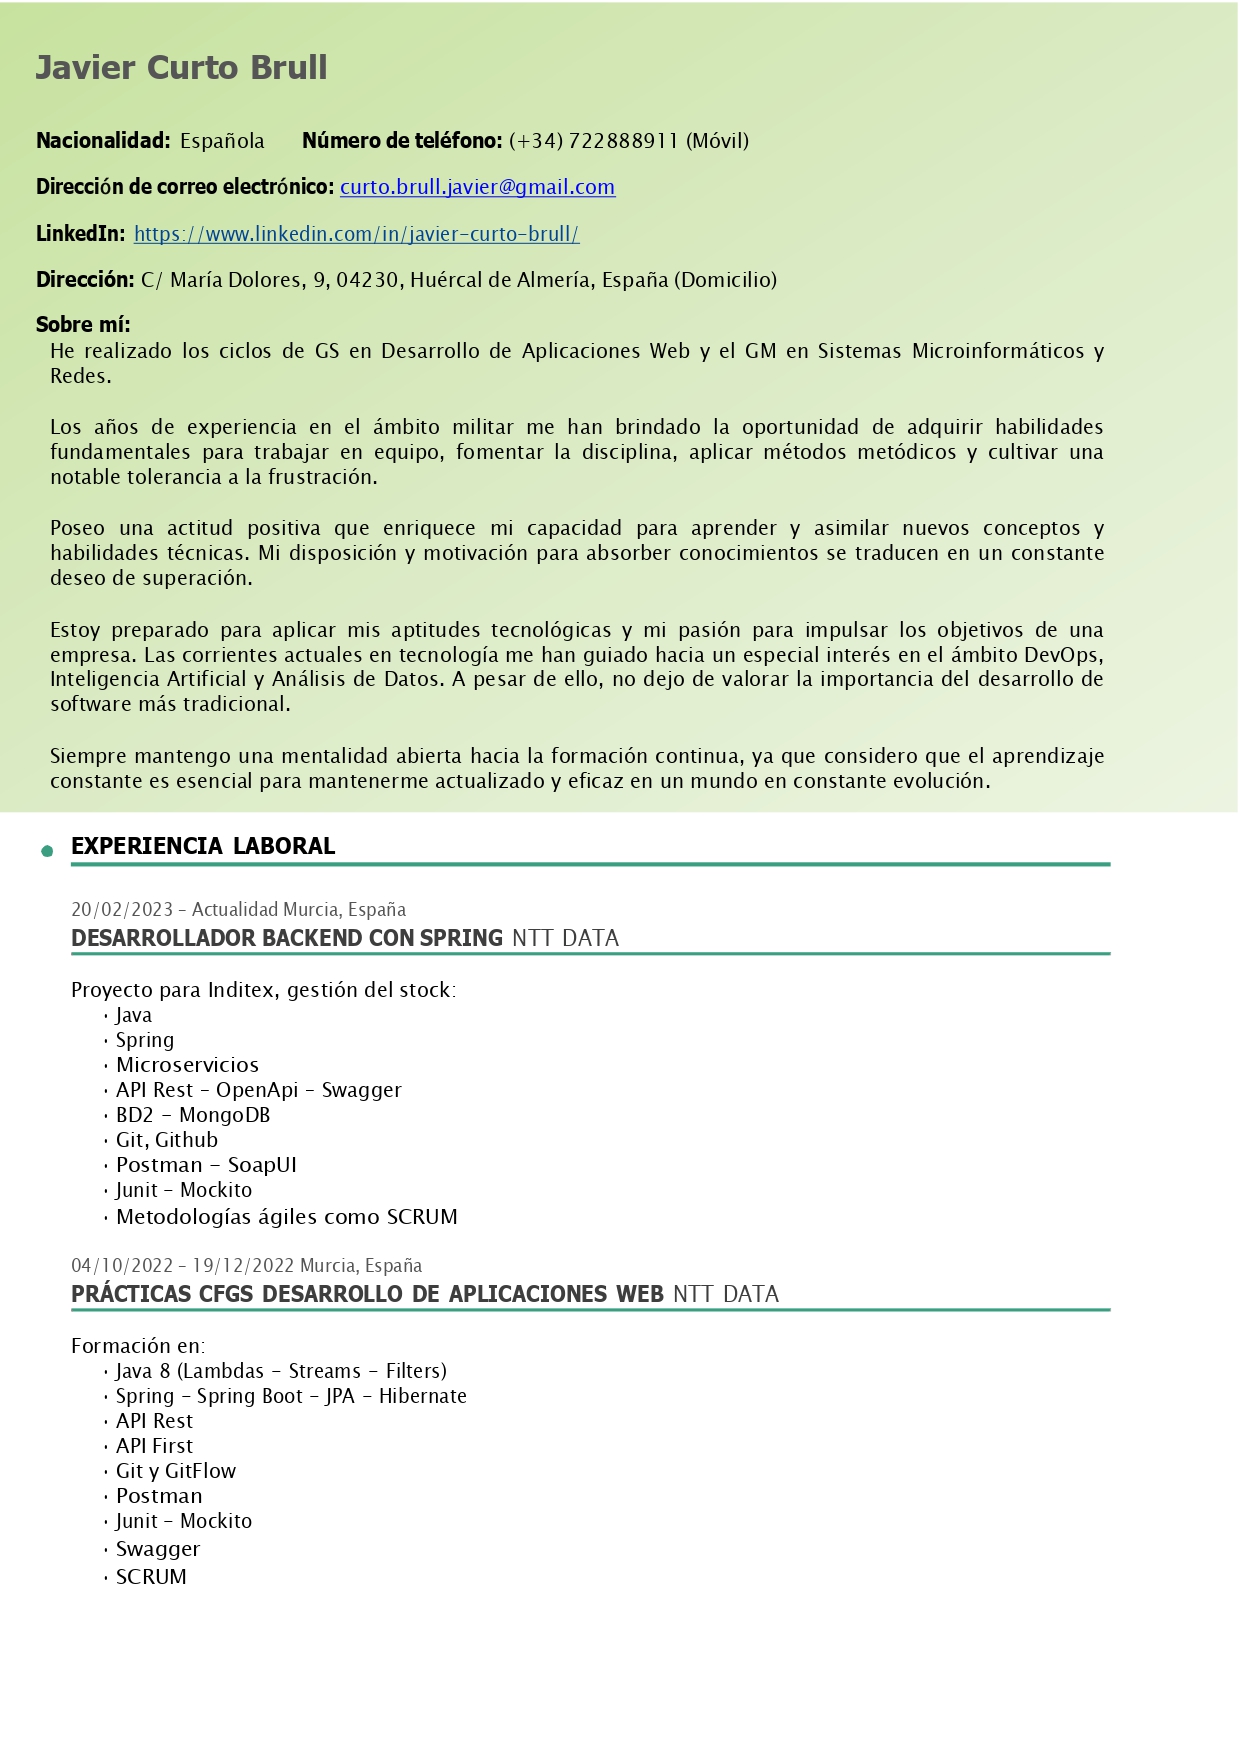 Javier Curto Brull
Nacionalidad: Española Número de teléfono: (+34) 722888911 (Móvil)
Dirección de correo electrónico: curto.brull.javier@gmail.com
LinkedIn: https://www.linkedin.com/in/javier-curto-brull/
Dirección: C/ María Dolores, 9, 04230, Huércal de Almería, España (Domicilio)
Sobre mí:
He realizado los ciclos de GS en Desarrollo de Aplicaciones Web y el GM en Sistemas Microinformáticos y
Redes.
Los años de experiencia en el ámbito militar me han brindado la oportunidad de adquirir habilidades
fundamentales para trabajar en equipo, fomentar la disciplina, aplicar métodos metódicos y cultivar una
notable tolerancia a la frustración.
Poseo una actitud positiva que enriquece mi capacidad para aprender y asimilar nuevos conceptos y
habilidades técnicas. Mi disposición y motivación para absorber conocimientos se traducen en un constante
deseo de superación.
Estoy preparado para aplicar mis aptitudes tecnológicas y mi pasión para impulsar los objetivos de una
empresa. Las corrientes actuales en tecnología me han guiado hacia un especial interés en el ámbito DevOps,
Inteligencia Artificial y Análisis de Datos. A pesar de ello, no dejo de valorar la importancia del desarrollo de
software más tradicional.
Siempre mantengo una mentalidad abierta hacia la formación continua, ya que considero que el aprendizaje
constante es esencial para mantenerme actualizado y eficaz en un mundo en constante evolución.
EXPERIENCIA LABORAL
20/02/2023 – Actualidad Murcia, España
DESARROLLADOR BACKEND CON SPRING NTT DATA
Proyecto para Inditex, gestión del stock:
· Java
· Spring
· Microservicios
· API Rest – OpenApi – Swagger
· BD2 – MongoDB
· Git, Github
· Postman – SoapUI
· Junit – Mockito
· Metodologías ágiles como SCRUM
04/10/2022 – 19/12/2022 Murcia, España
PRÁCTICAS CFGS DESARROLLO DE APLICACIONES WEB NTT DATA
Formación en:
· Java 8 (Lambdas – Streams – Filters)
· Spring – Spring Boot – JPA – Hibernate
· API Rest
· API First
· Git y GitFlow
· Postman
· Junit – Mockito
· Swagger
· SCRUM